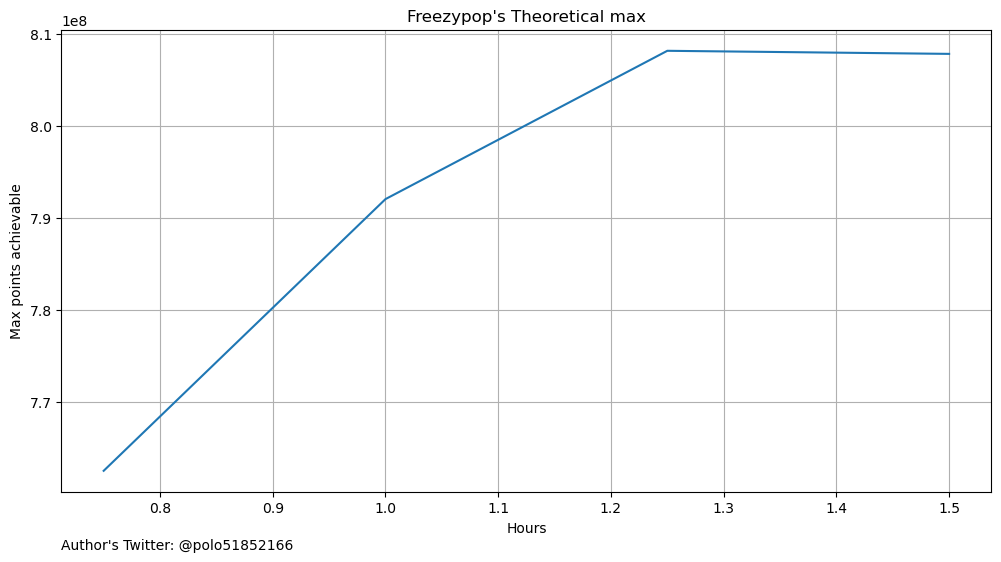 Freezypop's Theoretical max
1e8
8.1
8.0
7.9
7.8
7.7
Max points achievable
0.8 0.9 1.0 1.1 1.2 1.3 1.4 1.5
Hours
Author's Twitter: @polo51852166